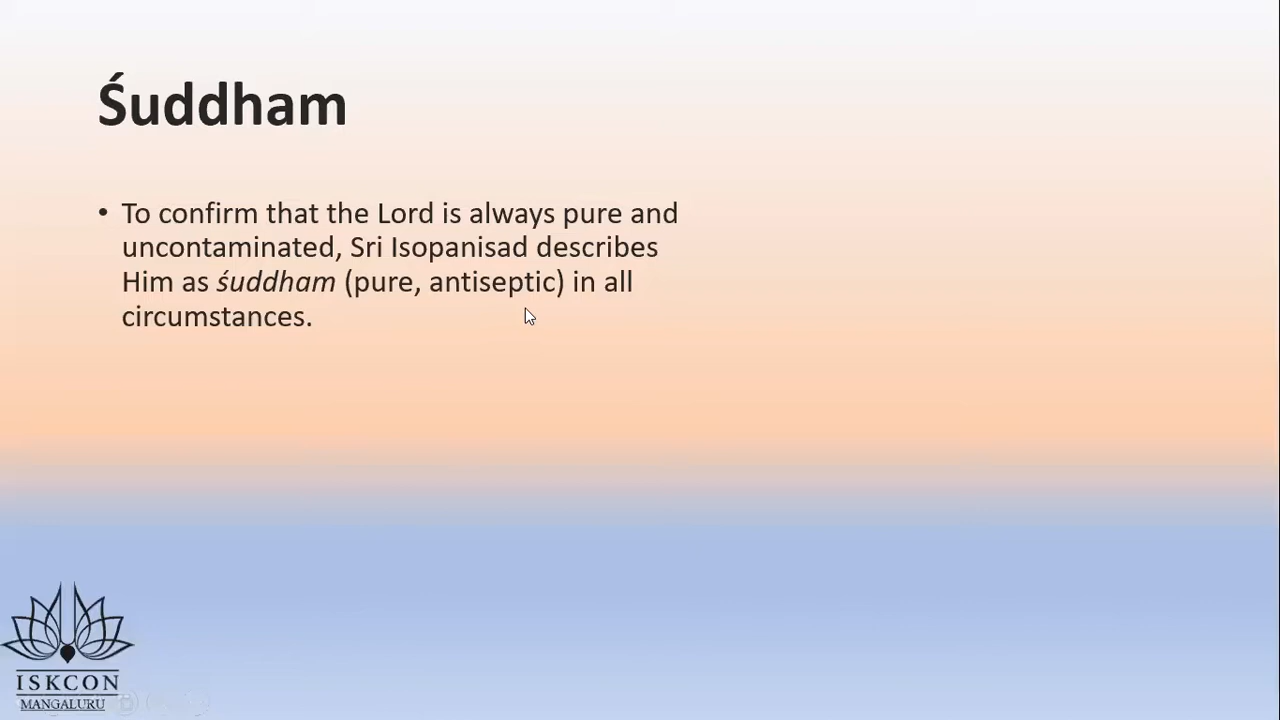 Śuddham
• To confirm that the Lord is always pure and
uncontaminated, Sri Isopanisad describes
Him as śuddham (pure, antiseptic) in all
circumstances.
ISKCON
MANGALURU